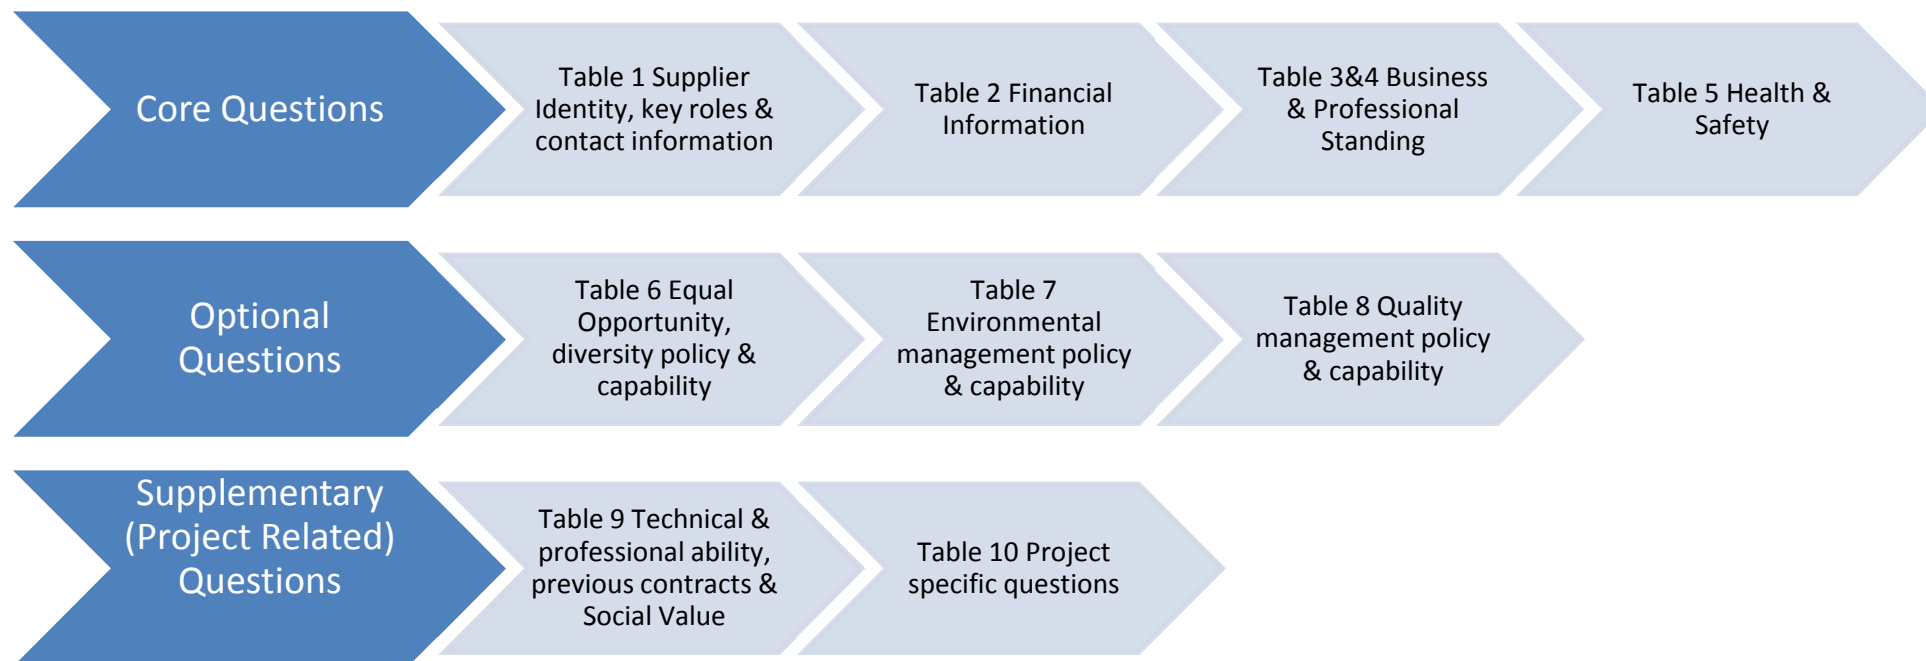 Core Questions
Table 1 Supplier
Identity, key roles &
contact information
Table 2 Financial
Information
Table 3&4 Business
& Professional
Standing
Table 5 Health &
Safety
Optional
Questions
Table 6 Equal
Opportunity,
diversity policy &
capability
Table 7
Environmental
management policy
& capability
Table 8 Quality
management policy
& capability
Supplementary
(Project Related)
Questions
Table 9 Technical &
professional ability,
previous contracts &
Social Value
Table 10 Project
specific questions